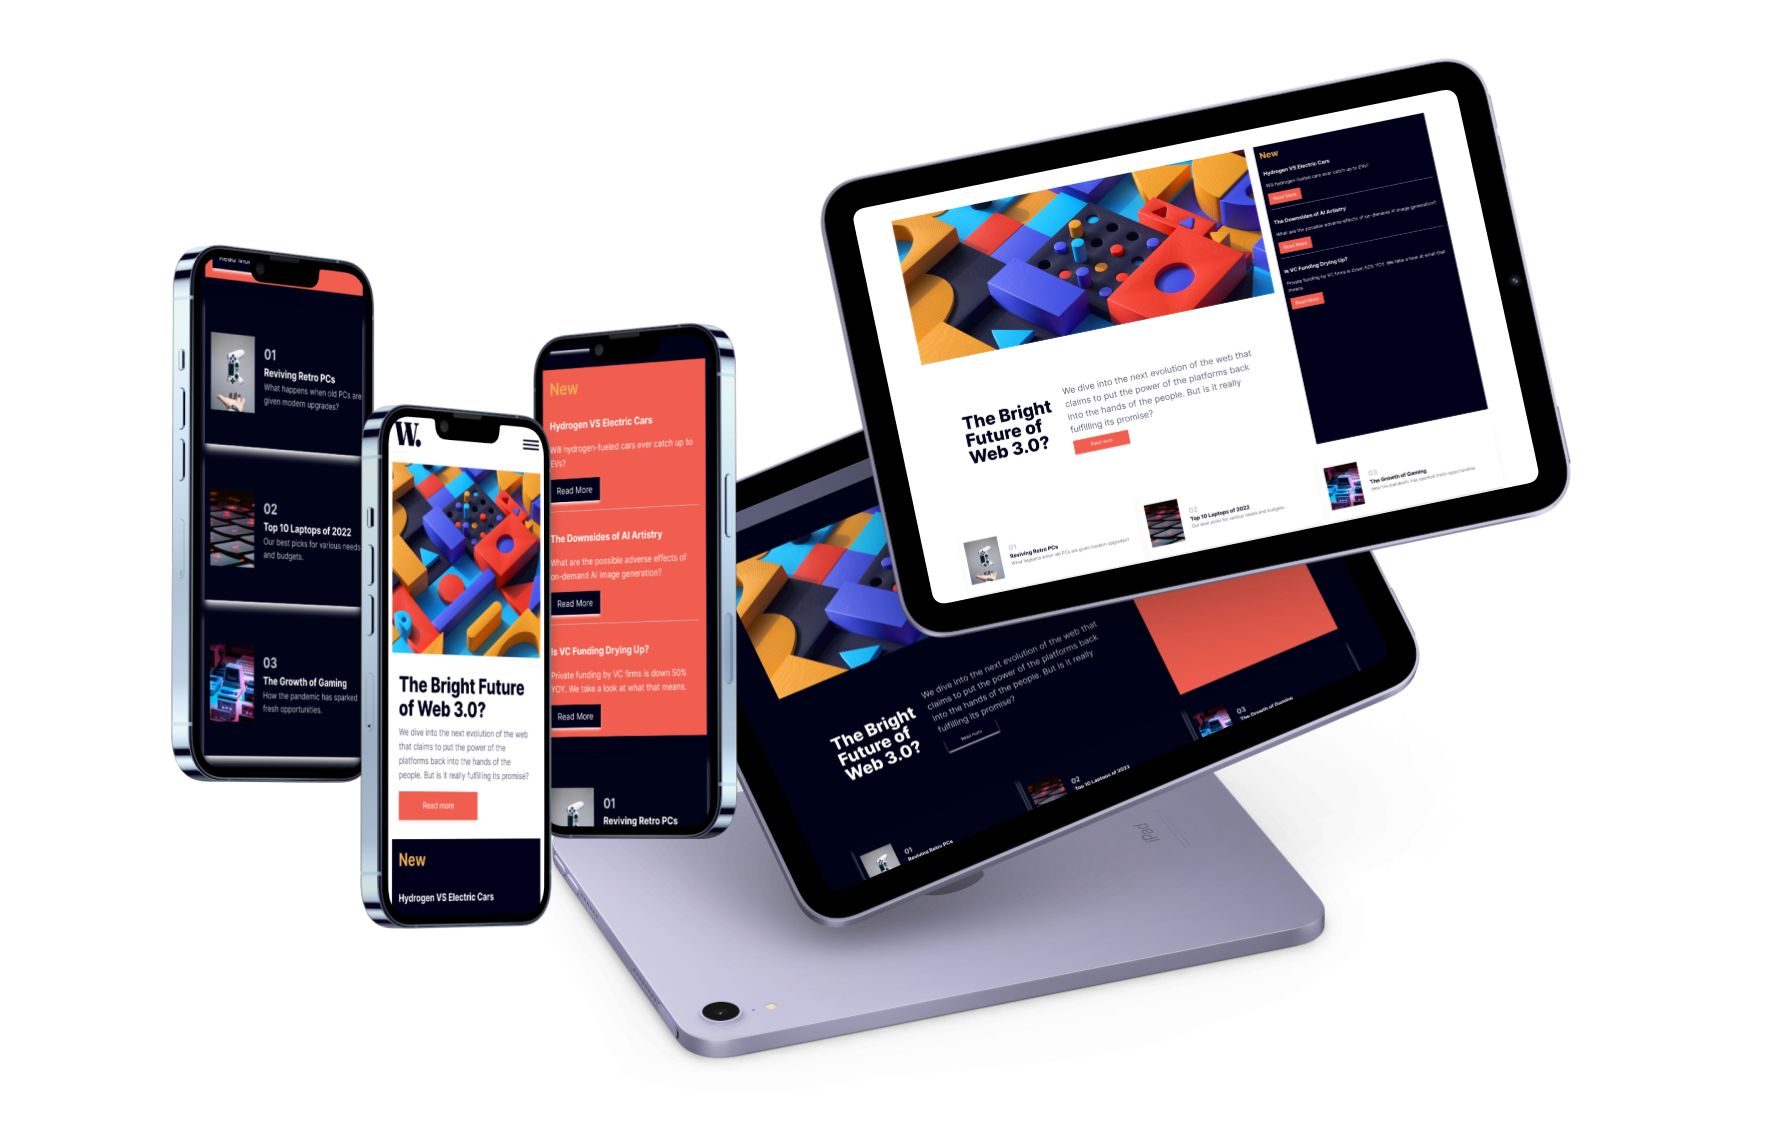 Read More
01
Reviving Retro PCs
What happens when old PCs are
given modern upgrades?
02
Top 10 Laptops of 2022
Our best picks for various needs
and budgets.
03
The Growth of Gaming
How the pandemic has sparked
fresh opportunities.
W.
The Bright Future
of Web 3.0?
We dive into the next evolution of the web
that claims to put the power of the
platforms back into the hands of the
people. But is it really fulfilling its promise?
Read more
New
Hydrogen VS Electric Cars
New
Hydrogen VS Electric Cars
Will hydrogen-fueled cars ever catch up to
EVs?
Read More
The Downsides of AI Artistry
What are the possible adverse effects of
on-demand AI image generation?
Read More
Is VC Funding Drying Up?
Private funding by VC firms is down 50%
YOY. We take a look at what that means.
Read More
01
Reviving Retro PCs
New
Hydrogen VS Electric Cars
Will hydrogen-fueled cars ever catch up to EVs?
Read More
The Downsides of AI Artistry
What are the possible adverse effects of on-demand AI image generation?
Read More
Is VC Funding Drying Up?
Private funding by VC firms is down 50% YOY. We take a look at what that
means.
Read More
The Bright
Future of
Web 3.0?
We dive into the next evolution of the web that
claims to put the power of the platforms back
into the hands of the people. But is it really
fulfilling its promise?
Read more
01
Reviving Retro PCs
What happens when old PCs are given modern upgrades?
02
Top 10 Laptops of 2022
Our best picks for various needs and budgets.
03
The Growth of Gaming
How the pandemic has sparked fresh opportunities.
The Bright
Future of
Web 3.0?
We dive into the next evolution of the web that
claims to put the power of the platforms back
into the hands of the people. But is it really
fulfilling its promise?
Read more
01
Reviving Retro PCs
02
Top 10 Laptops of 2022
03
The Growth of Gaming
iPad